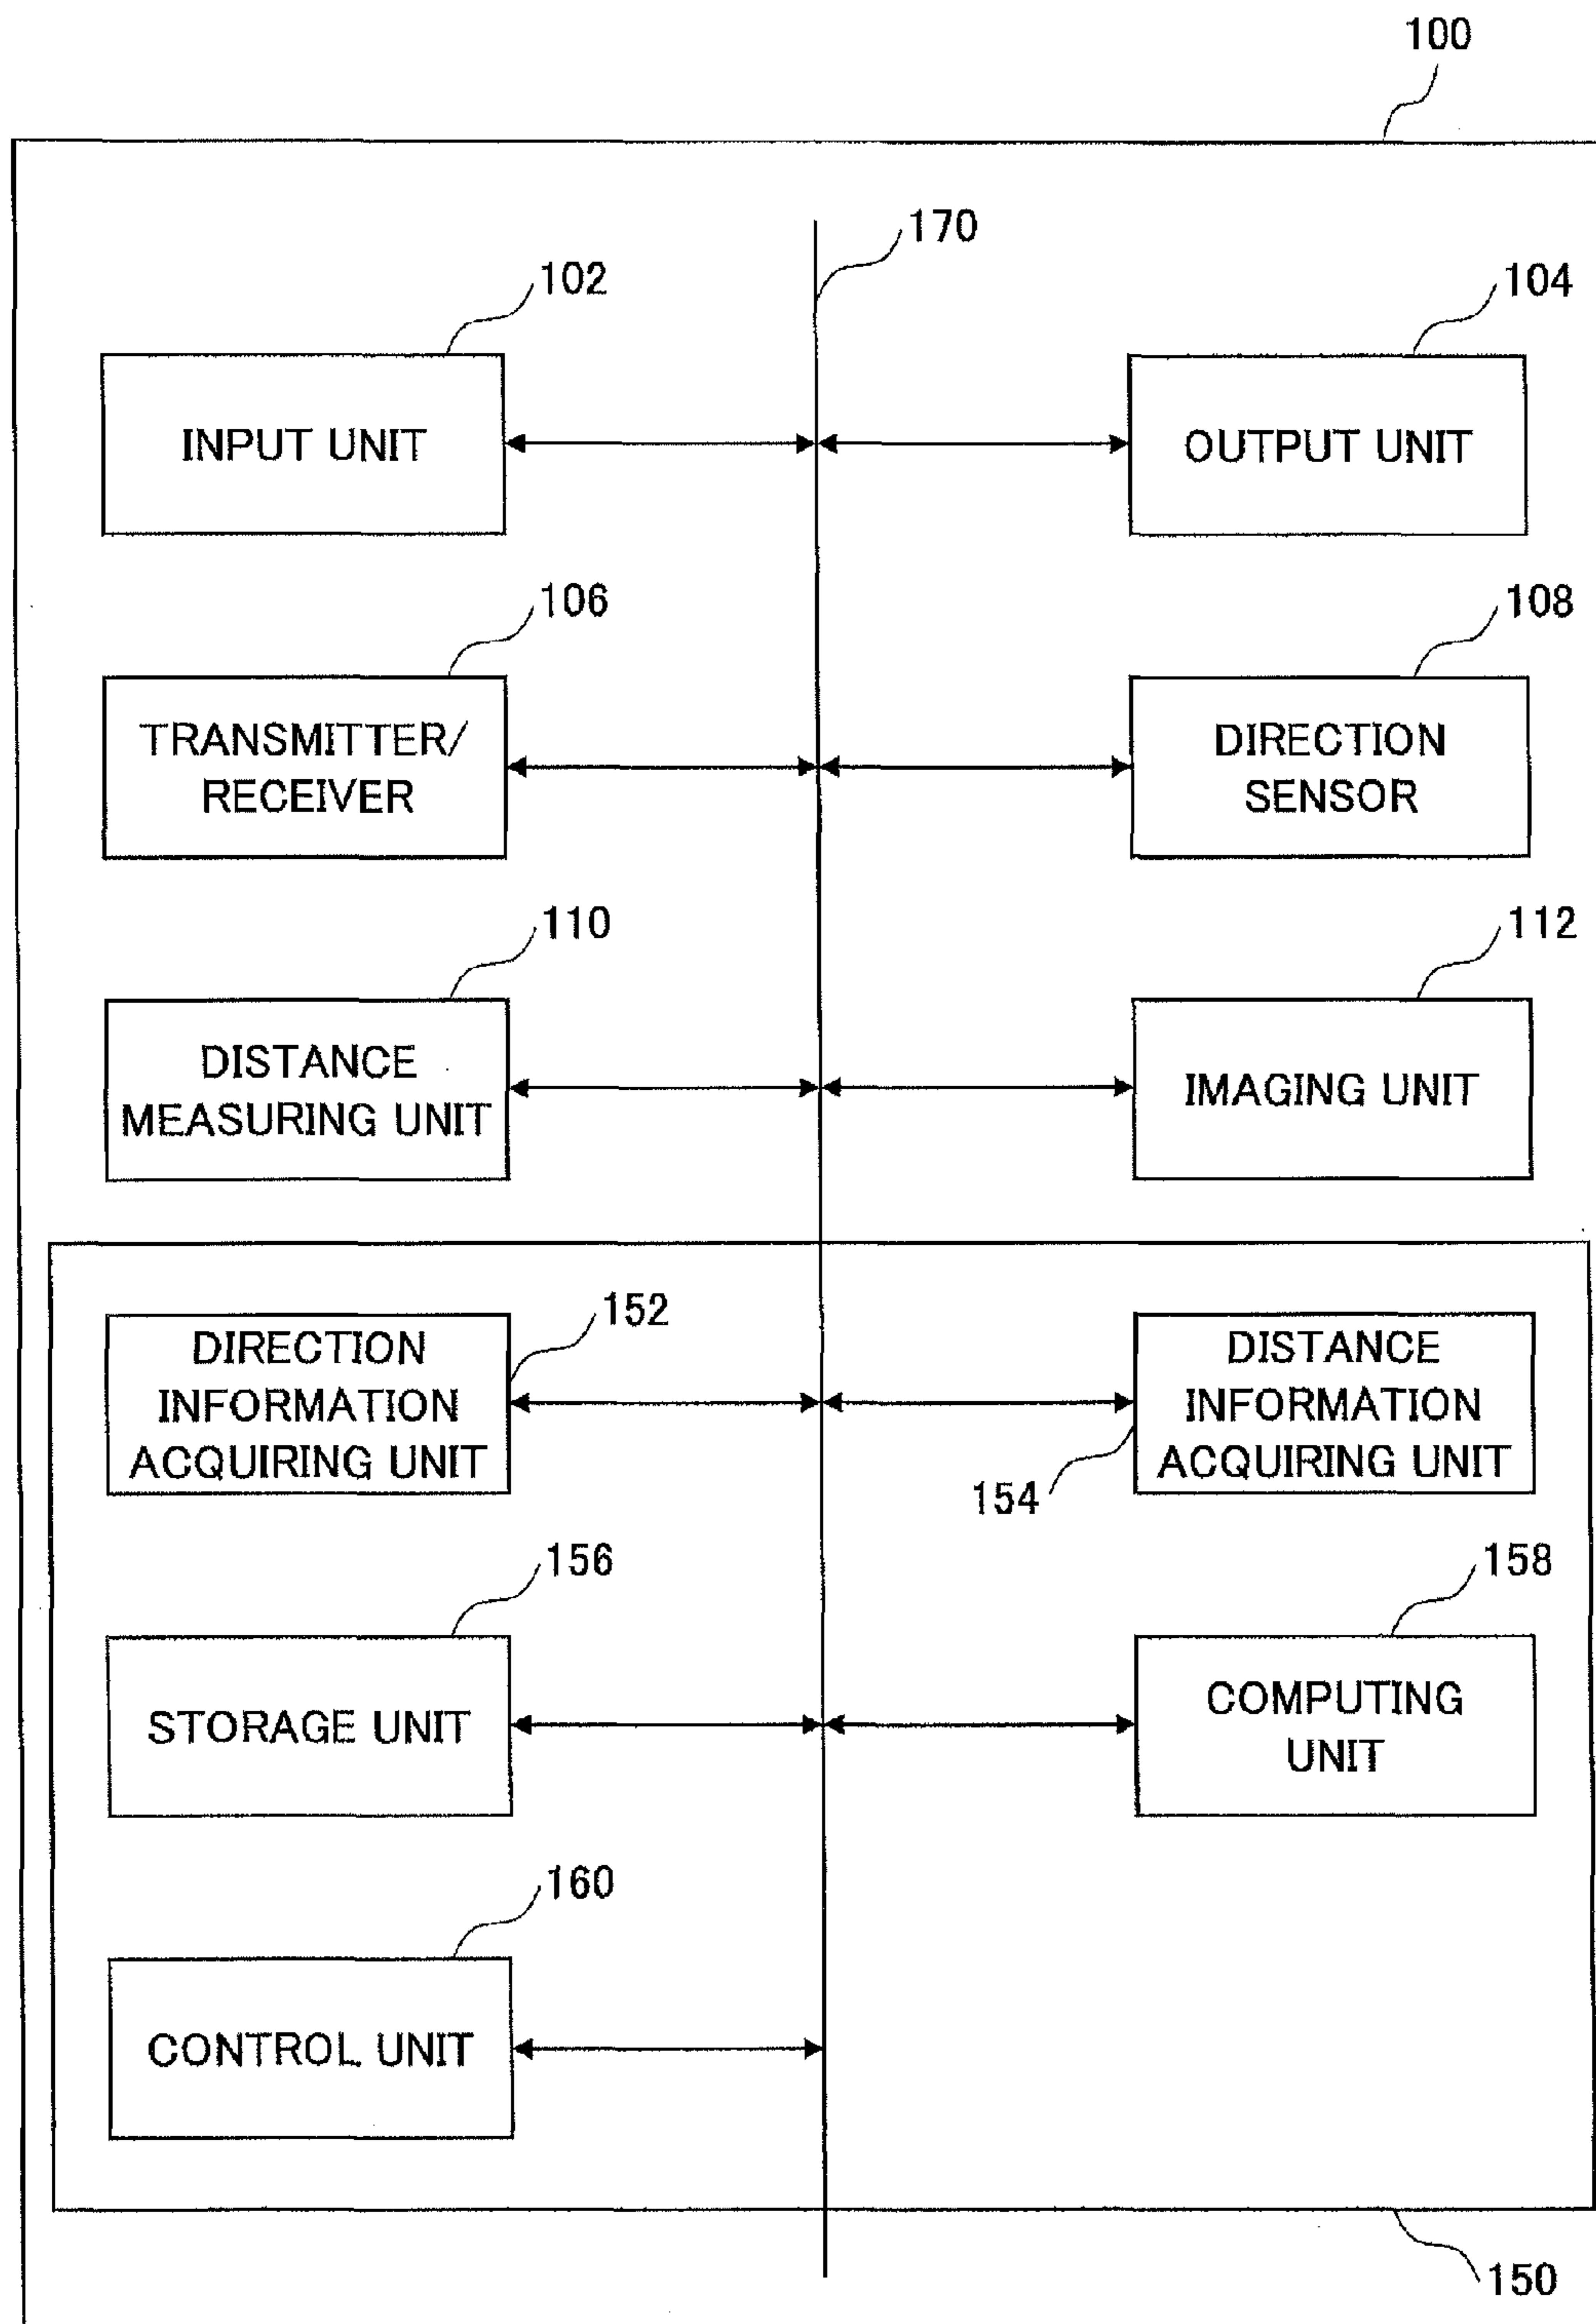 100
170
102
104
INPUT UNIT
OUTPUT UNIT
106
108
TRANSMITTER/
RECEIVER
DIRECTION
SENSOR
110
112
DISTANCE
MEASURING UNIT
IMAGING UNIT
152
DIRECTION
INFORMATION
ACQUIRING UNIT
DISTANCE
INFORMATION
ACQUIRING UNIT
154
156
158
STORAGE UNIT
COMPUTING
UNIT
160
CONTROL UNIT
150